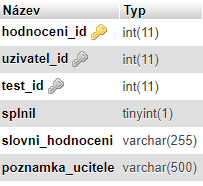 Název Typ
hodnoceni_id int(11)
uzivatel_id int(11)
test_id int(11)
splnil tinyint(1)
slovni_hodnoceni varchar(255)
poznamka_ucitele varchar(500)